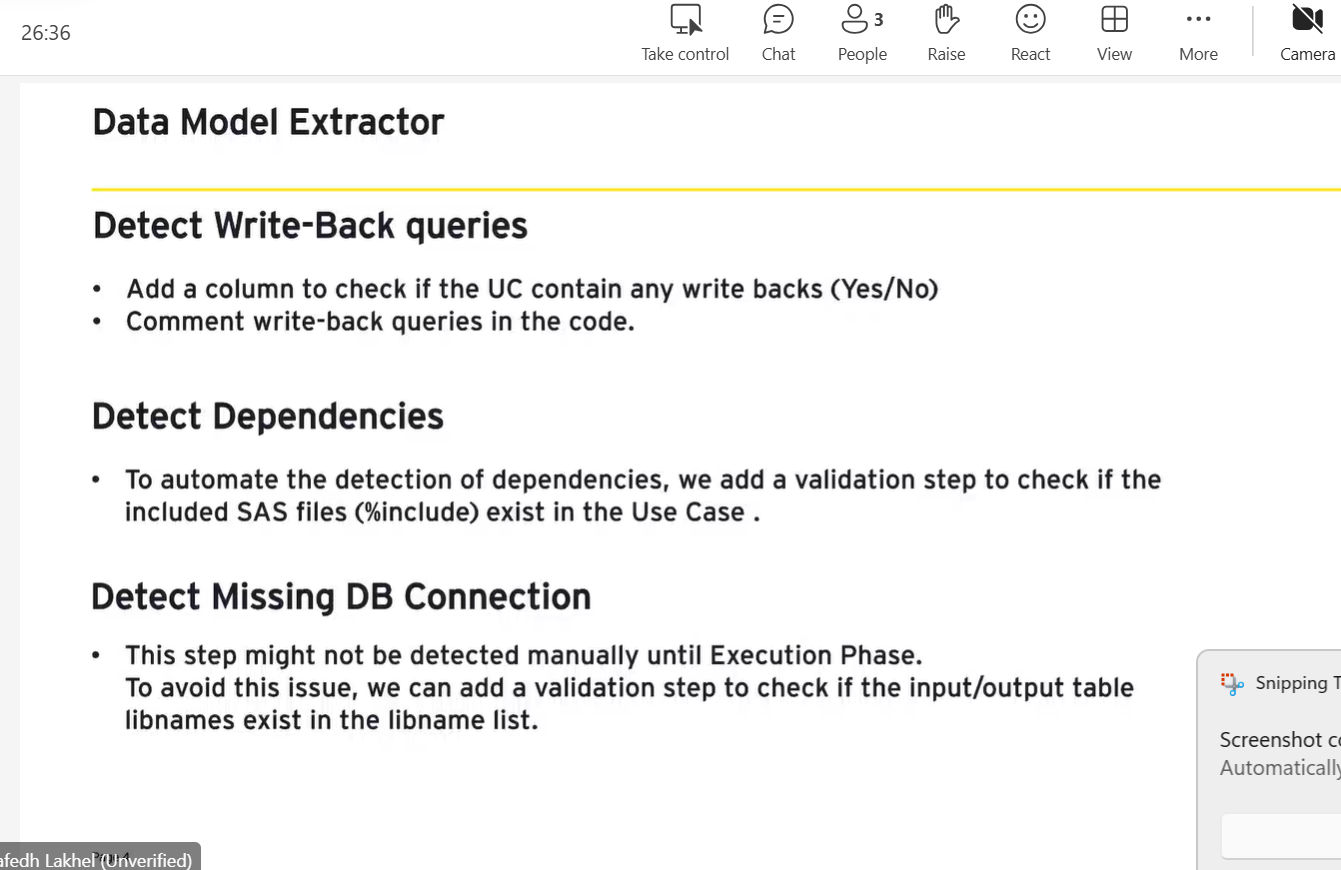 26:36
Take control
Chat
3
People
Raise
React
View
More
Camera
Data Model Extractor
Detect Write-Back queries
• Add a column to check if the UC contain any write backs (Yes/No)
• Comment write-back queries in the code.
Detect Dependencies
• To automate the detection of dependencies, we add a validation step to check if the
included SAS files (%include) exist in the Use Case .
Detect Missing DB Connection
• This step might not be detected manually until Execution Phase.
To avoid this issue, we can add a validation step to check if the input/output table
libnames exist in the libname list.
Snipping T
Screenshot co
Automatically
Page 4
afedh Lakhel (Unverified)